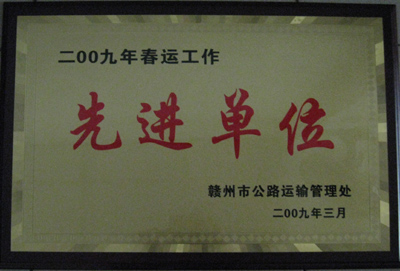 二00九年春运工作
先进单位
赣州市公路运输管理处
二00九年三月